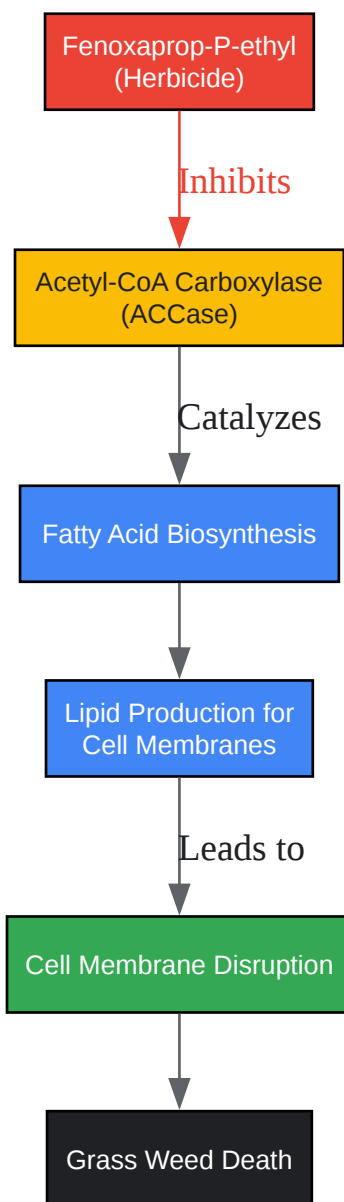 Fenoxaprop-P-ethyl
(Herbicide)
Inhibits
Acetyl-CoA Carboxylase
(ACCase)
Catalyzes
Fatty Acid Biosynthesis
Lipid Production for
Cell Membranes
Leads to
Cell Membrane Disruption
Grass Weed Death